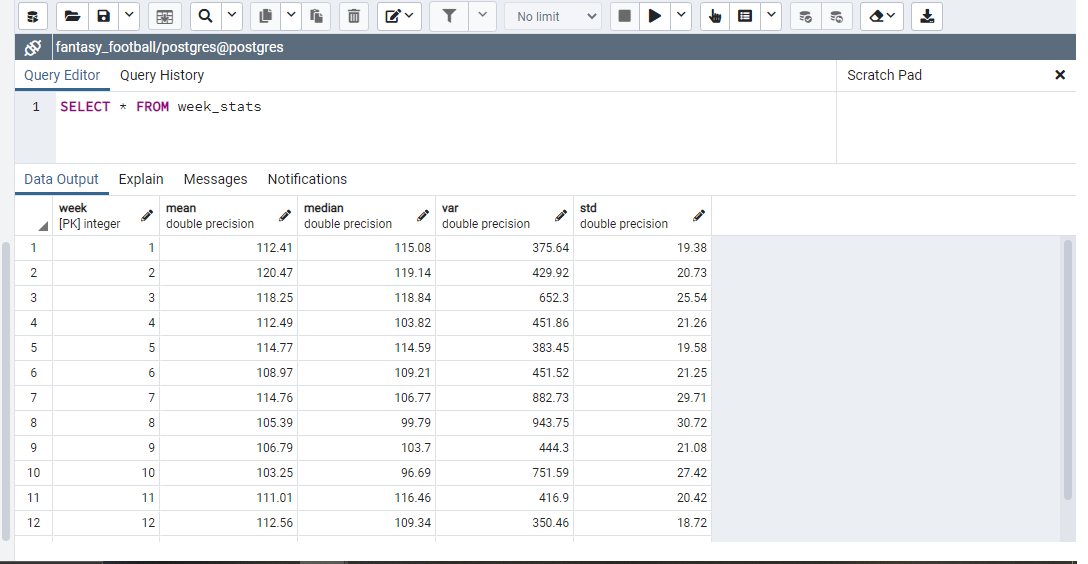 No limit
fantasy_football/postgres@postgres
Query Editor Query History Scratch Pad
1 SELECT * FROM week_stats
Data Output Explain Messages Notifications
week mean median var std
[PK] integer double precision double precision double precision double precision
1 1 112.41 115.08 375.64 19.38
2 2 120.47 119.14 429.92 20.73
3 3 118.25 118.84 652.3 25.54
4 4 112.49 103.82 451.86 21.26
5 5 114.77 114.59 383.45 19.58
6 6 108.97 109.21 451.52 21.25
7 7 114.76 106.77 882.73 29.71
8 8 105.39 99.79 943.75 30.72
9 9 106.79 103.7 444.3 21.08
10 10 103.25 96.69 751.59 27.42
11 11 111.01 116.46 416.9 20.42
12 12 112.56 109.34 350.46 18.72